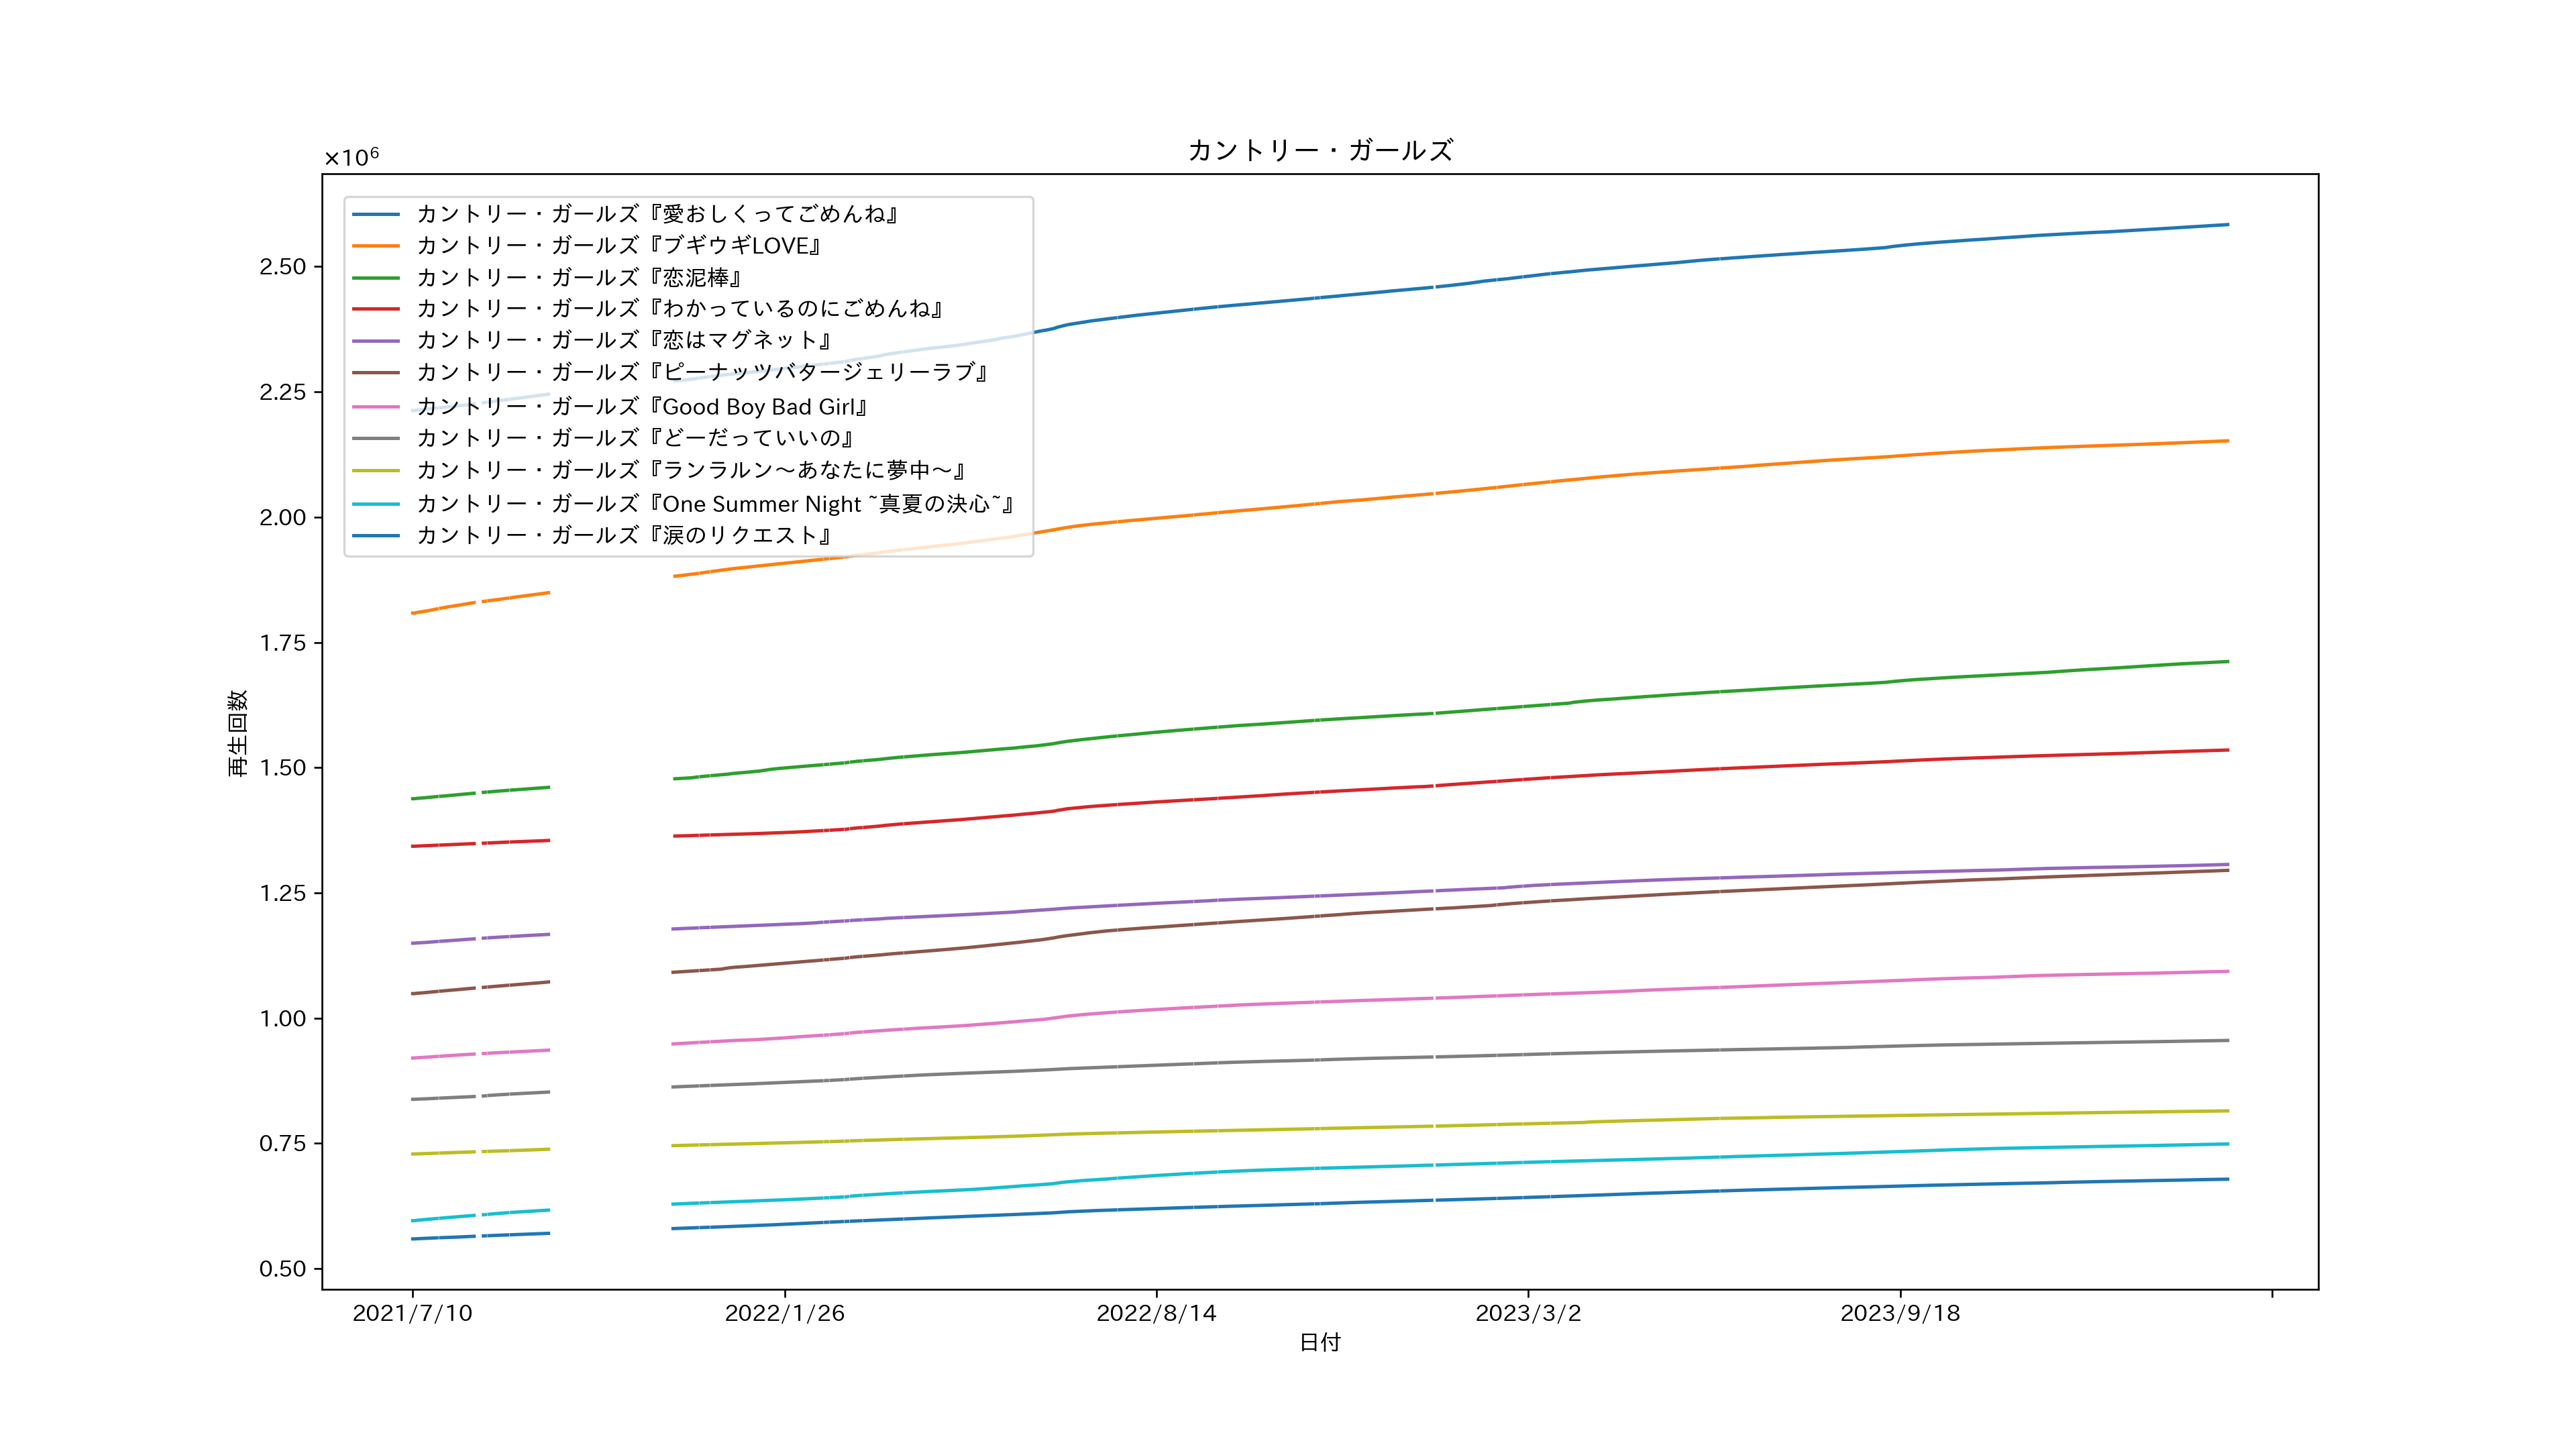 カントリー・ガールズ
×10⁶
カントリー・ガールズ『愛おしくってごめんね』
カントリー・ガールズ『ブギウギLOVE』
カントリー・ガールズ『恋泥棒』
カントリー・ガールズ『わかっているのにごめんね』
カントリー・ガールズ『恋はマグネット』
カントリー・ガールズ『ピーナッツバタージェリーラブ』
カントリー・ガールズ『Good Boy Bad Girl』
カントリー・ガールズ『どーだっていいの』
カントリー・ガールズ『ランラルン〜あなたに夢中〜』
カントリー・ガールズ『One Summer Night ~真夏の決心~』
カントリー・ガールズ『涙のリクエスト』
2.50
2.25
2.00
1.75
1.50
1.25
1.00
0.75
0.50
再生回数
2021/7/10
2022/1/26
2022/8/14
2023/3/2
2023/9/18
日付